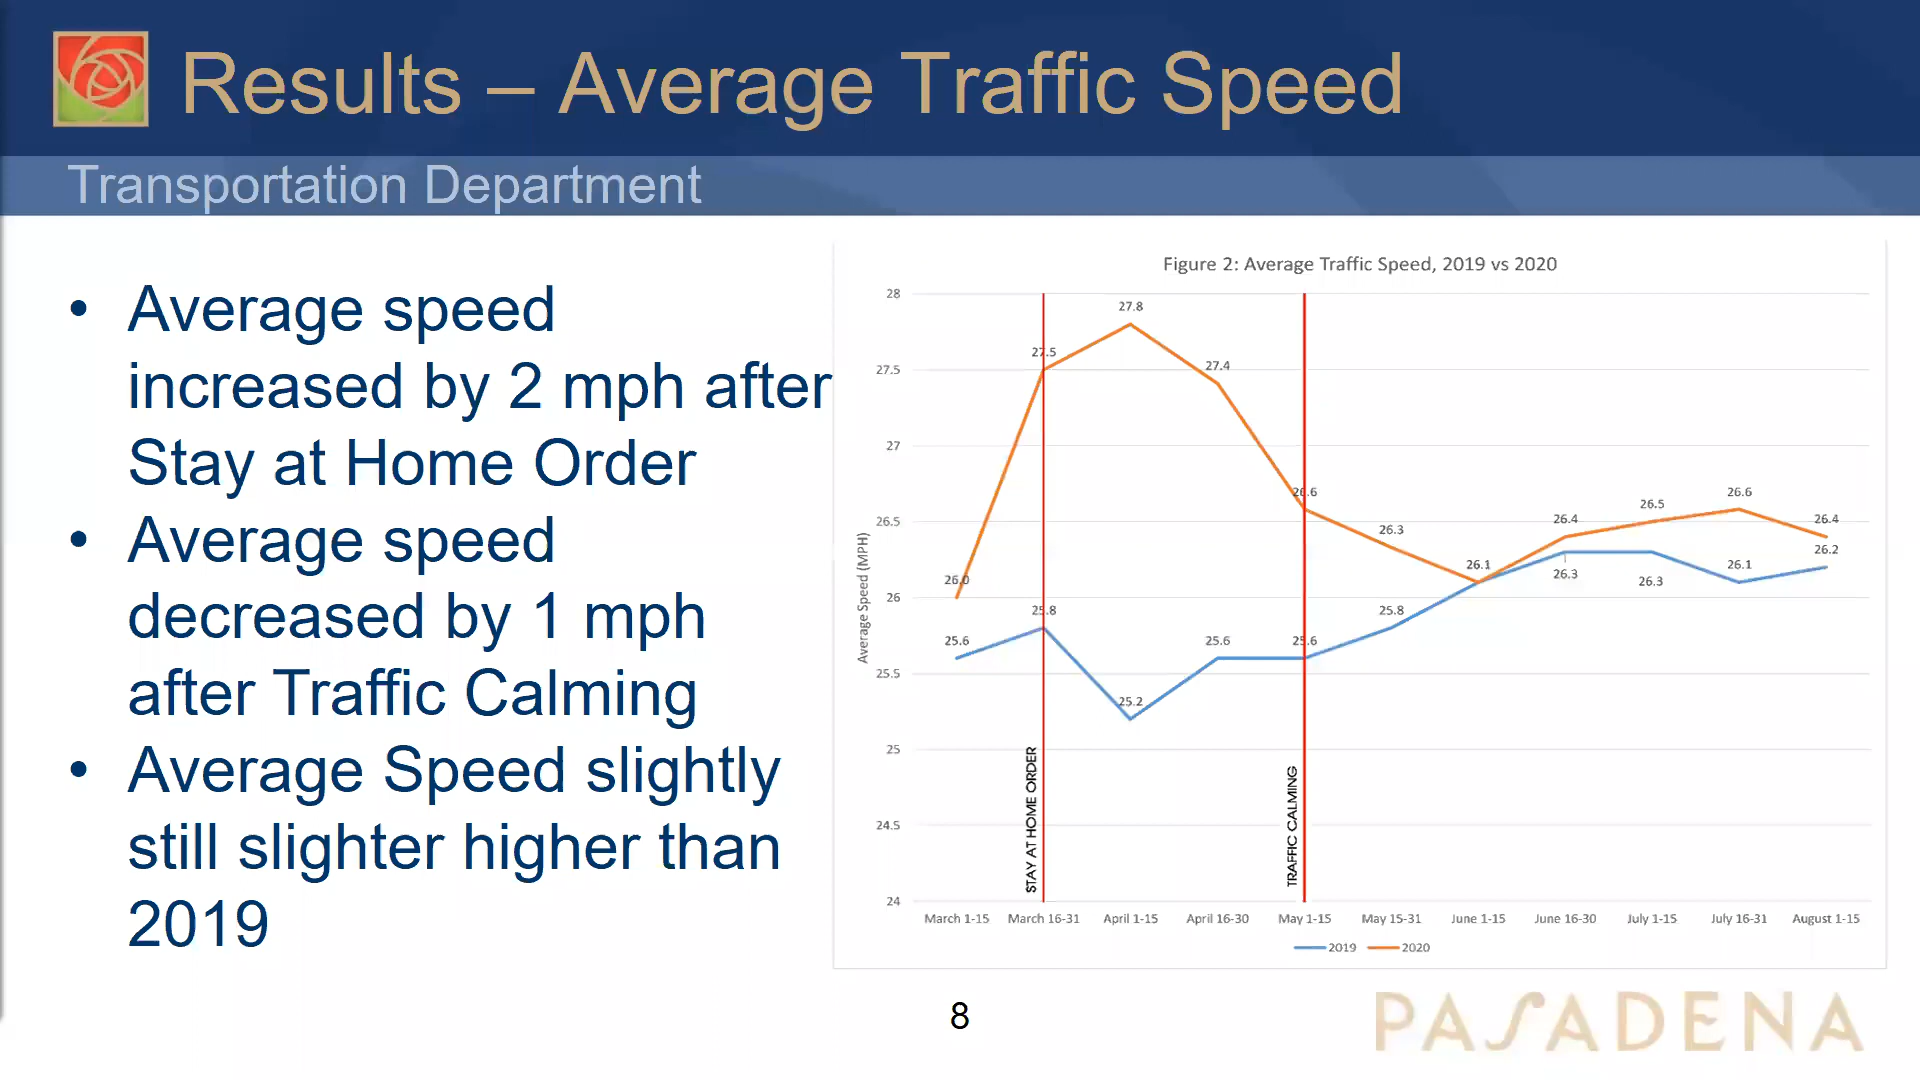 Results – Average Traffic Speed
Transportation Department
• Average speed
increased by 2 mph after
Stay at Home Order
• Average speed
decreased by 1 mph
after Traffic Calming
• Average Speed slightly
still slighter higher than
2019
Figure 2: Average Traffic Speed, 2019 vs 2020
Average Speed (MPH)
28
27.5
27
26.5
26
25.5
25
24.5
24
26.0
27.5
27.8
27.4
26.6
26.3
26.1
26.4
26.5
26.6
26.4
25.6
25.8
25.2
25.6
25.6
25.8
26.3
26.3
26.1
26.2
STAY AT HOME ORDER
TRAFFIC CALMING
March 1-15 March 16-31 April 1-15 April 16-30 May 1-15 May 15-31 June 1-15 June 16-30 July 1-15 July 16-31 August 1-15
2019 2020
8
PASADENA